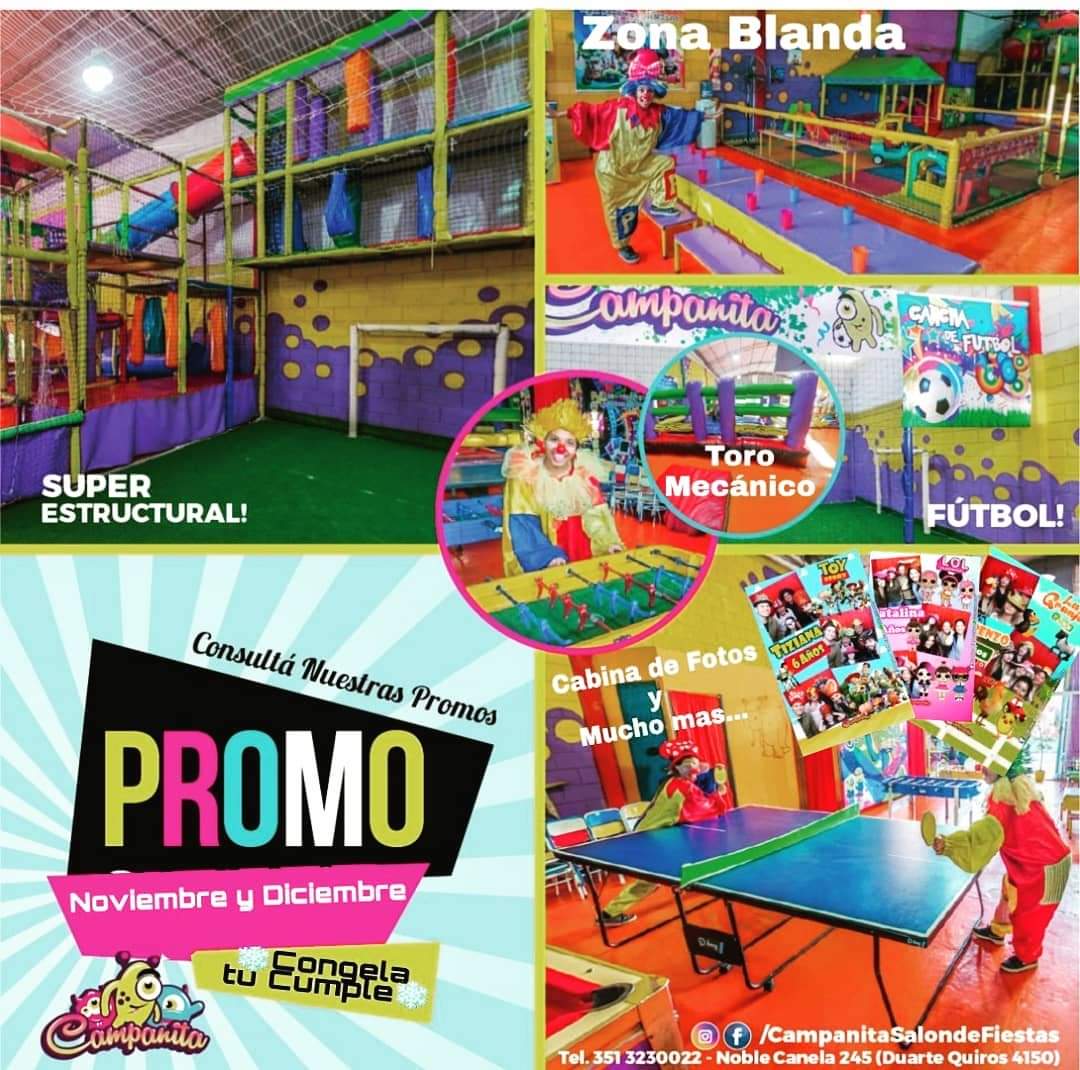 Zona Blanda
Campanita
CANCHA
DE FUTBOL
Toro
Mecánico
SUPER
ESTRUCTURAL!
FÚTBOL!
TOY
LOL
TIZIANA
6 AÑOS
Cabina de Fotos
y
Mucho mas...
Consultá Nuestras Promos
PROMO
Noviembre y Diciembre
Congela
tu Cumple
Campanita
/CampanitaSalondeFiestas
Tel. 351 3230022 - Noble Canela 245 (Duarte Quiros 4150)